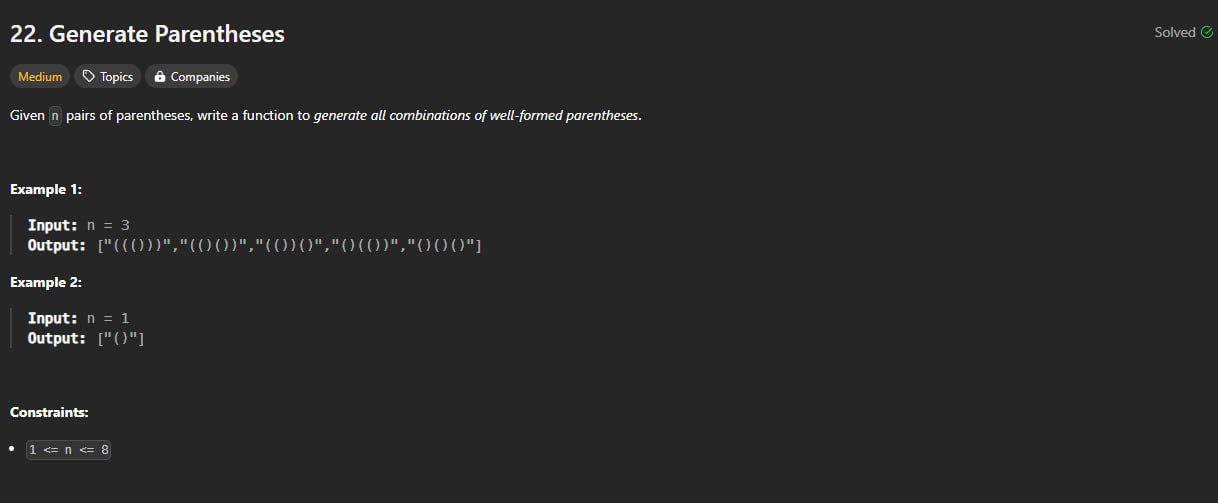 22. Generate Parentheses
Solved
Medium Topics Companies
Given n pairs of parentheses, write a function to generate all combinations of well-formed parentheses.
Example 1:
Input: n = 3
Output: ["((()))","(()())","(())()","()(())","()()()"]
Example 2:
Input: n = 1
Output: ["()"]
Constraints:
1 <= n <= 8